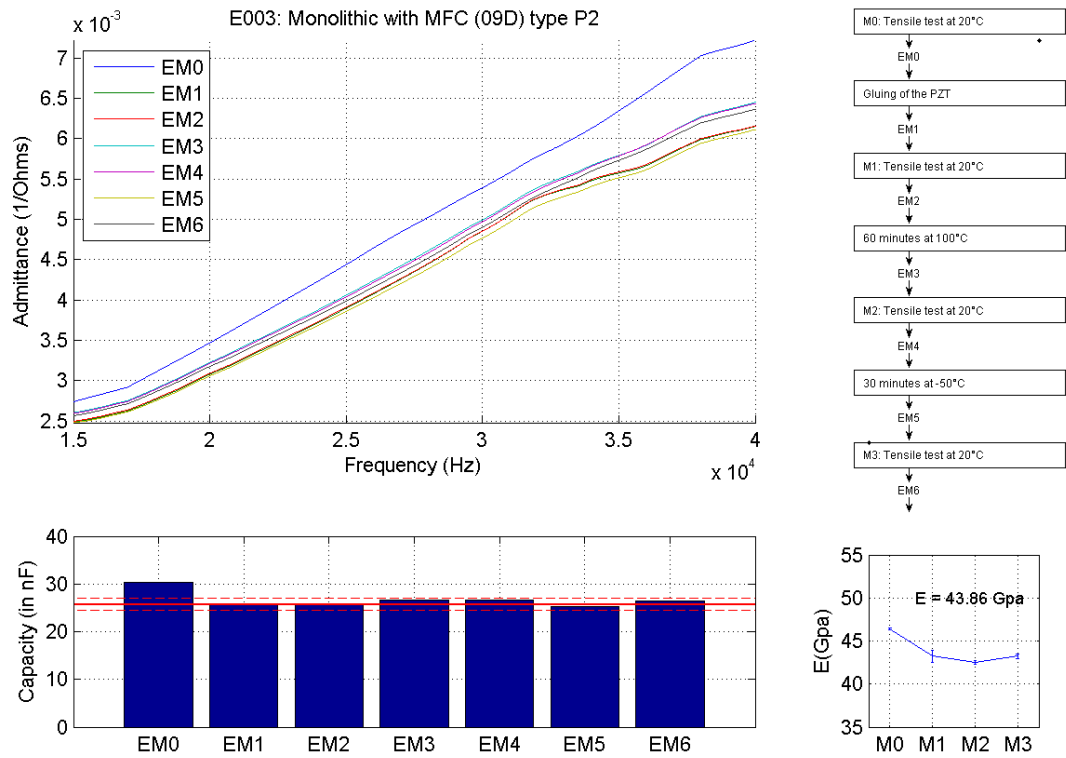 E003: Monolithic with MFC (09D) type P2
x 10^-3
Admittance (1/Ohms)
7
6.5
6
5.5
5
4.5
4
3.5
3
2.5
EM0
EM1
EM2
EM3
EM4
EM5
EM6
1.5
2
2.5
3
3.5
4
Frequency (Hz)
x 10^4
M0: Tensile test at 20°C
EM0
Gluing of the PZT
EM1
M1: Tensile test at 20°C
EM2
60 minutes at 100°C
EM3
M2: Tensile test at 20°C
EM4
30 minutes at -50°C
EM5
M3: Tensile test at 20°C
EM6
Capacity (in nF)
40
30
20
10
0
EM0 EM1 EM2 EM3 EM4 EM5 EM6
E(Gpa)
55
50
45
40
35
E = 43.86 Gpa
M0 M1 M2 M3